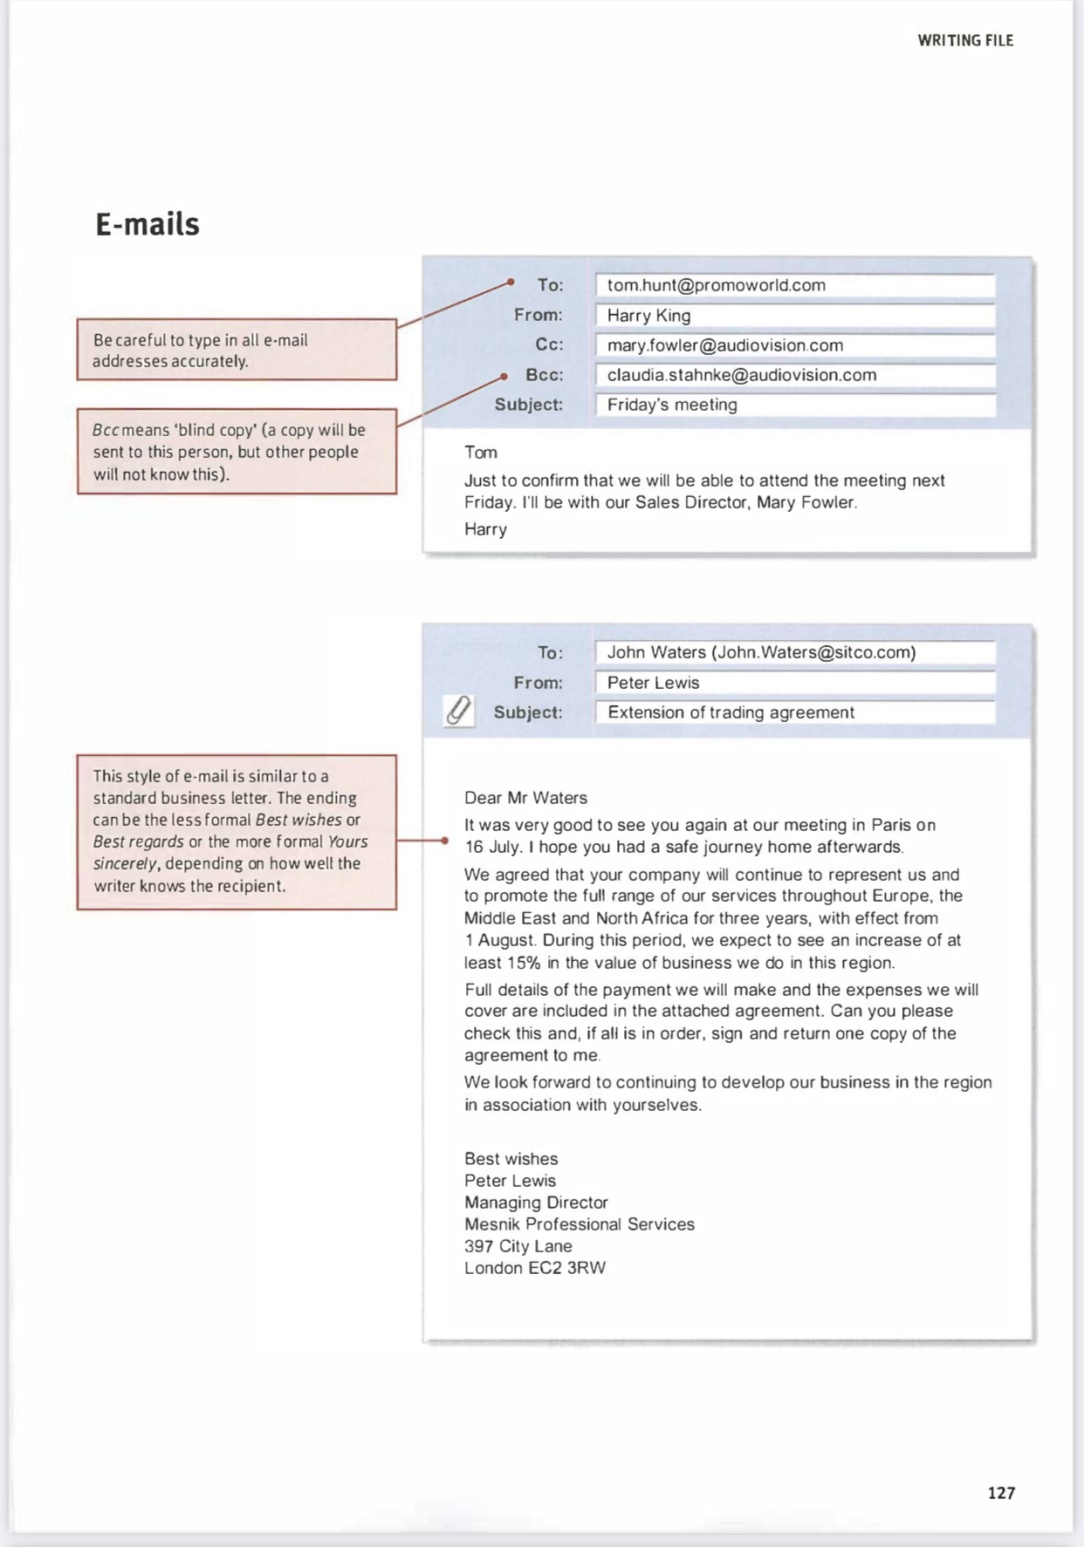 WRITING FILE
E-mails
Be careful to type in all e-mail
addresses accurately.
Bcc means 'blind copy' (a copy will be
sent to this person, but other people
will not know this).
To: tom.hunt@promoworld.com
From: Harry King
Cc: mary.fowler@audiovision.com
Bcc: claudia.stahnke@audiovision.com
Subject: Friday's meeting
Tom
Just to confirm that we will be able to attend the meeting next
Friday. I'll be with our Sales Director, Mary Fowler.
Harry
To: John Waters (John.Waters@sitco.com)
From: Peter Lewis
Subject: Extension of trading agreement
This style of e-mail is similar to a
standard business letter. The ending
can be the less formal Best wishes or
Best regards or the more formal Yours
sincerely, depending on how well the
writer knows the recipient.
Dear Mr Waters
It was very good to see you again at our meeting in Paris on
16 July. I hope you had a safe journey home afterwards.
We agreed that your company will continue to represent us and
to promote the full range of our services throughout Europe, the
Middle East and North Africa for three years, with effect from
1 August. During this period, we expect to see an increase of at
least 15% in the value of business we do in this region.
Full details of the payment we will make and the expenses we will
cover are included in the attached agreement. Can you please
check this and, if all is in order, sign and return one copy of the
agreement to me.
We look forward to continuing to develop our business in the region
in association with yourselves.
Best wishes
Peter Lewis
Managing Director
Mesnik Professional Services
397 City Lane
London EC2 3RW
127